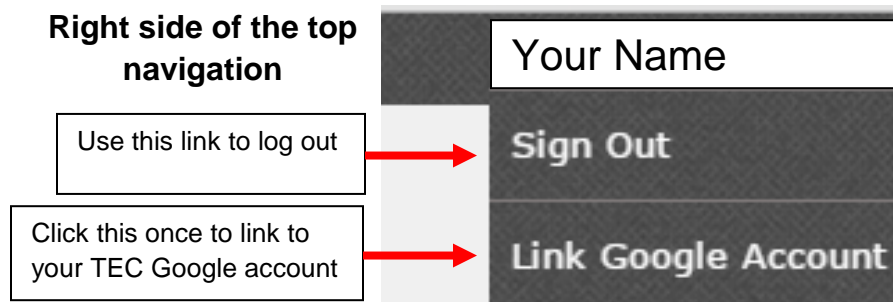 Right side of the top
navigation
Your Name
Use this link to log out
Sign Out
Click this once to link to
your TEC Google account
Link Google Account